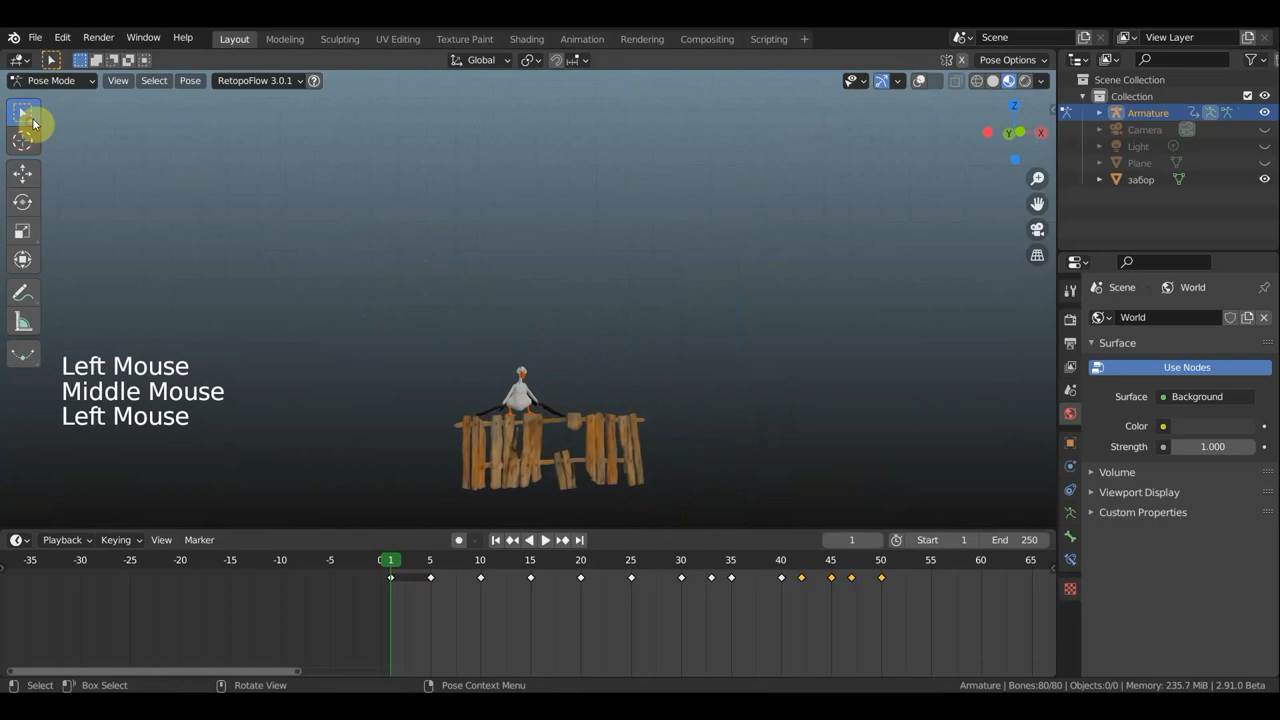 File Edit Render Window Help Layout Modeling Sculpting UV Editing Texture Paint Shading Animation Rendering Compositing Scripting Scene View Layer
Global Pose Options
Pose Mode View Select Pose RetopoFlow 3.0.1
Scene Collection
Collection
Armature
Camera
Light
Plane
забор
Z
Y
X
Scene World
World
Surface
Use Nodes
Surface Background
Color
Strength 1.000
Volume
Viewport Display
Custom Properties
Left Mouse
Middle Mouse
Left Mouse
Playback Keying View Marker 1 Start 1 End 250
-35 -30 -25 -20 -15 -10 -5 0 1 5 10 15 20 25 30 35 40 45 50 55 60 65
Select Box Select Rotate View Pose Context Menu Armature | Bones:80/80 | Objects:0/0 | Memory: 235.7 MiB | 2.91.0 Beta